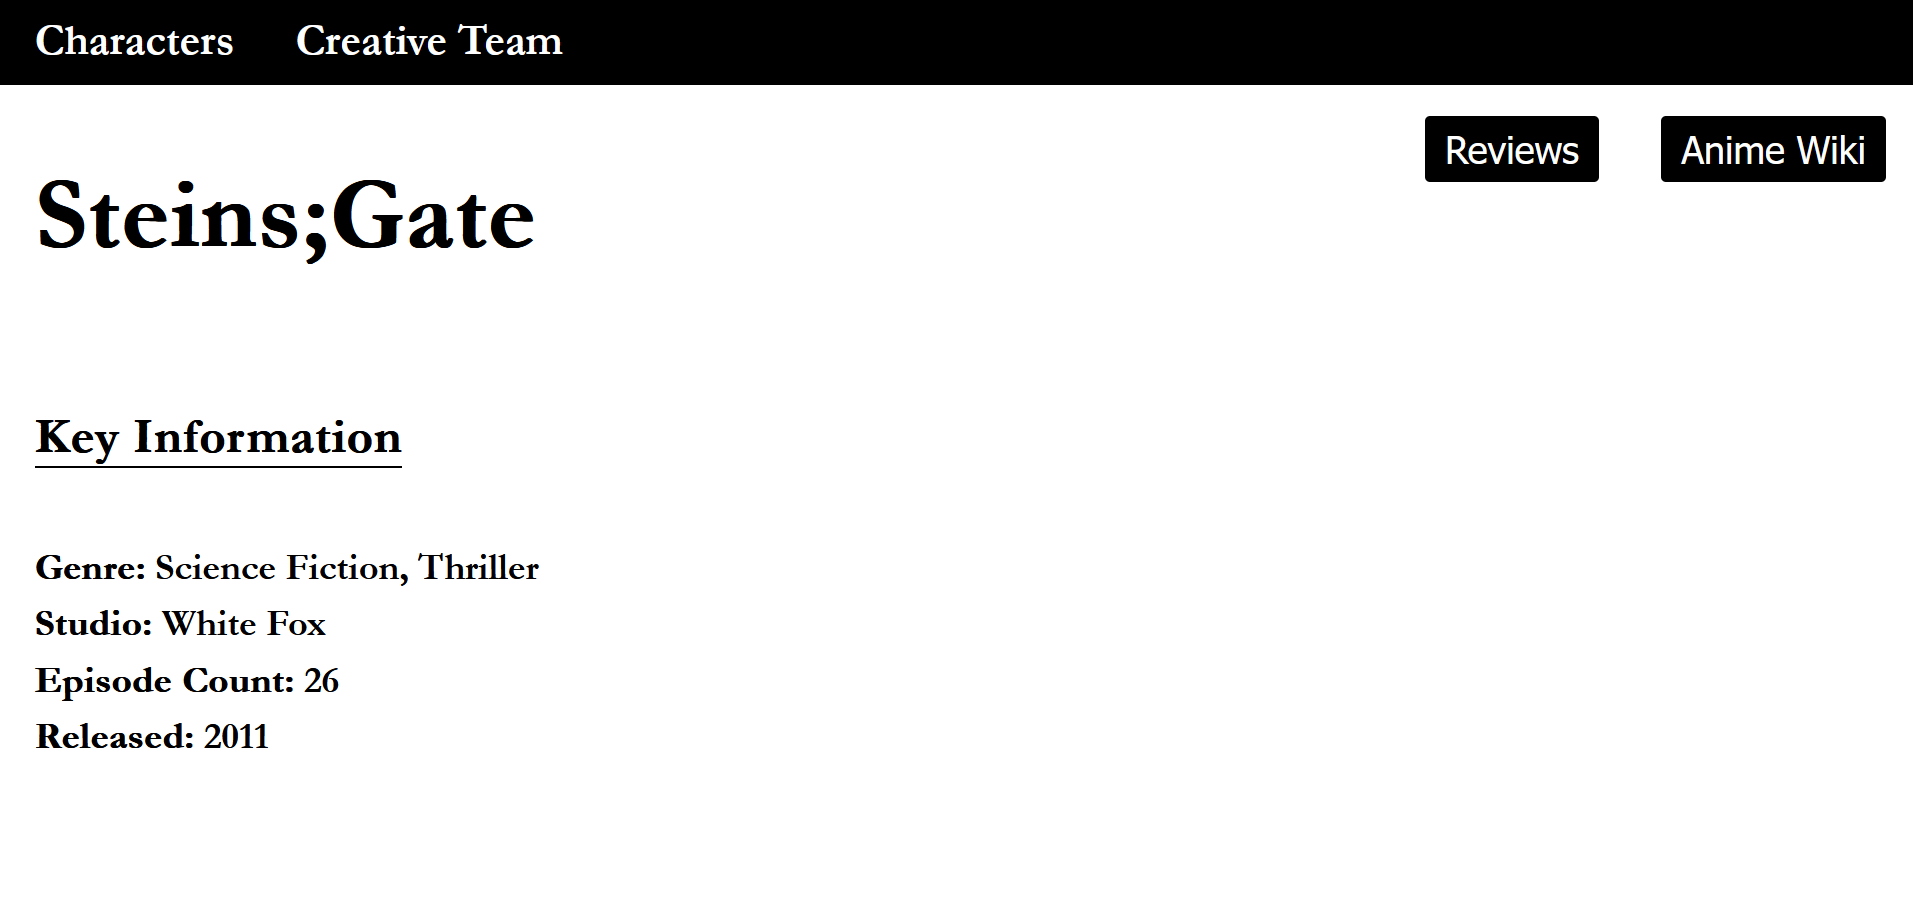 Characters Creative Team
Reviews Anime Wiki
Steins;Gate
Key Information
Genre: Science Fiction, Thriller
Studio: White Fox
Episode Count: 26
Released: 2011